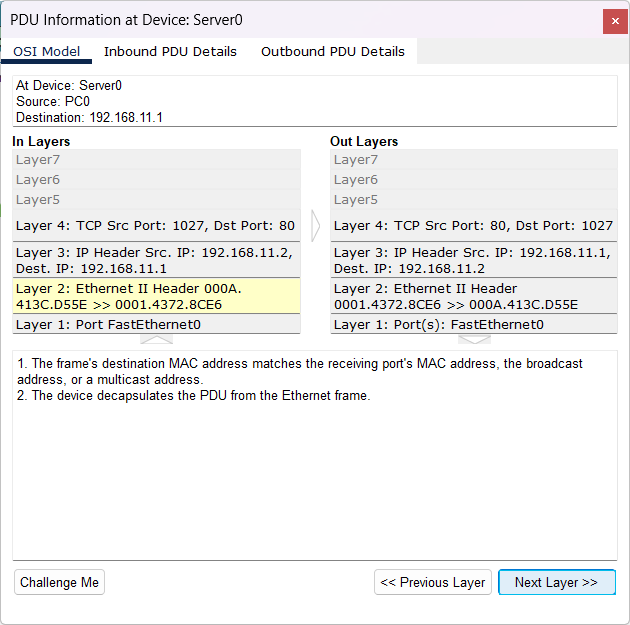 PDU Information at Device: Server0
OSI Model Inbound PDU Details Outbound PDU Details
At Device: Server0
Source: PC0
Destination: 192.168.11.1
In Layers
Layer7
Layer6
Layer5
Layer 4: TCP Src Port: 1027, Dst Port: 80
Layer 3: IP Header Src. IP: 192.168.11.2,
Dest. IP: 192.168.11.1
Layer 2: Ethernet II Header 000A.
413C.D55E >> 0001.4372.8CE6
Layer 1: Port FastEthernet0
Out Layers
Layer7
Layer6
Layer5
Layer 4: TCP Src Port: 80, Dst Port: 1027
Layer 3: IP Header Src. IP: 192.168.11.1,
Dest. IP: 192.168.11.2
Layer 2: Ethernet II Header
0001.4372.8CE6 >> 000A.413C.D55E
Layer 1: Port(s): FastEthernet0
1. The frame's destination MAC address matches the receiving port's MAC address, the broadcast
address, or a multicast address.
2. The device decapsulates the PDU from the Ethernet frame.
Challenge Me
<< Previous Layer
Next Layer >>